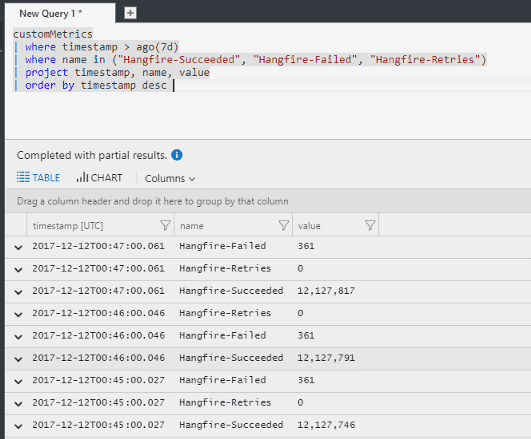 New Query 1 *
customMetrics
| where timestamp > ago(7d)
| where name in ("Hangfire-Succeeded", "Hangfire-Failed", "Hangfire-Retries")
| project timestamp, name, value
| order by timestamp desc
Completed with partial results.
TABLE CHART Columns
Drag a column header and drop it here to group by that column
timestamp [UTC] name value
2017-12-12T00:47:00.061 Hangfire-Failed 361
2017-12-12T00:47:00.061 Hangfire-Retries 0
2017-12-12T00:47:00.061 Hangfire-Succeeded 12,127,817
2017-12-12T00:46:00.046 Hangfire-Retries 0
2017-12-12T00:46:00.046 Hangfire-Failed 361
2017-12-12T00:46:00.046 Hangfire-Succeeded 12,127,791
2017-12-12T00:45:00.027 Hangfire-Failed 361
2017-12-12T00:45:00.027 Hangfire-Retries 0
2017-12-12T00:45:00.027 Hangfire-Succeeded 12,127,746